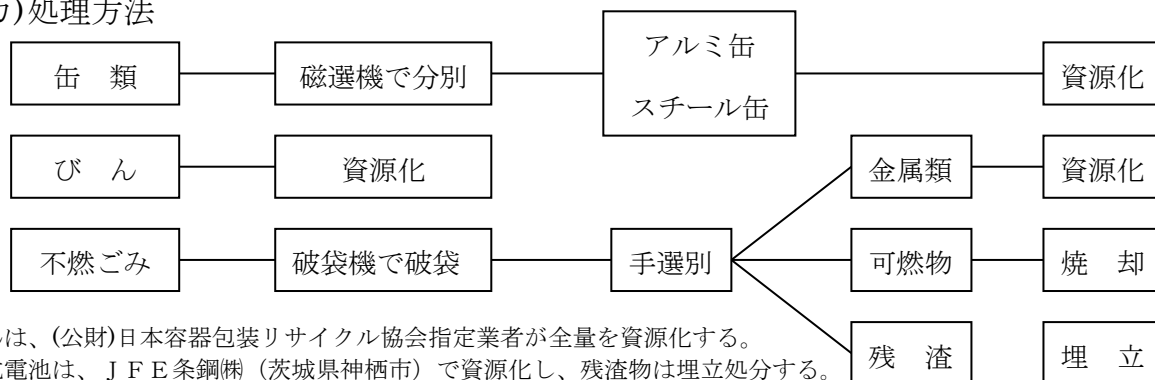 )処理方法
缶　類　磁選機で分別　アルミ缶　資源化
スチール缶
び　ん　資源化　金属類　資源化
不燃ごみ　破袋機で破袋　手選別　可燃物　焼　却
は、(公財)日本容器包装リサイクル協会指定業者が全量を資源化する。
電池は、ＪＦＥ条鋼㈱（茨城県神栖市）で資源化し、残渣物は埋立処分する。
残　渣　埋　立